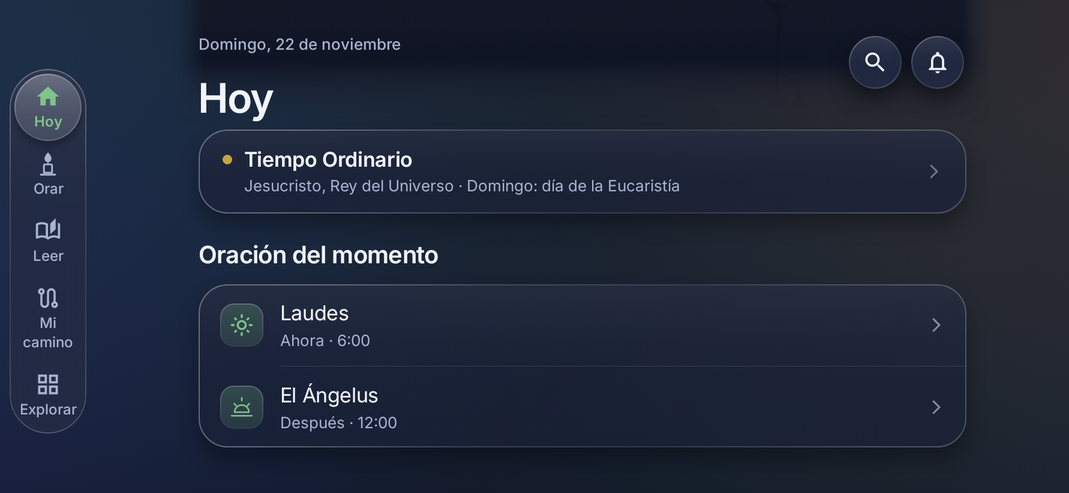 Domingo, 22 de noviembre
Hoy
Tiempo Ordinario
Jesucristo, Rey del Universo · Domingo: día de la Eucaristía
Oración del momento
Laudes
Ahora · 6:00
El Ángelus
Después · 12:00
Hoy
Orar
Leer
Mi
camino
Explorar